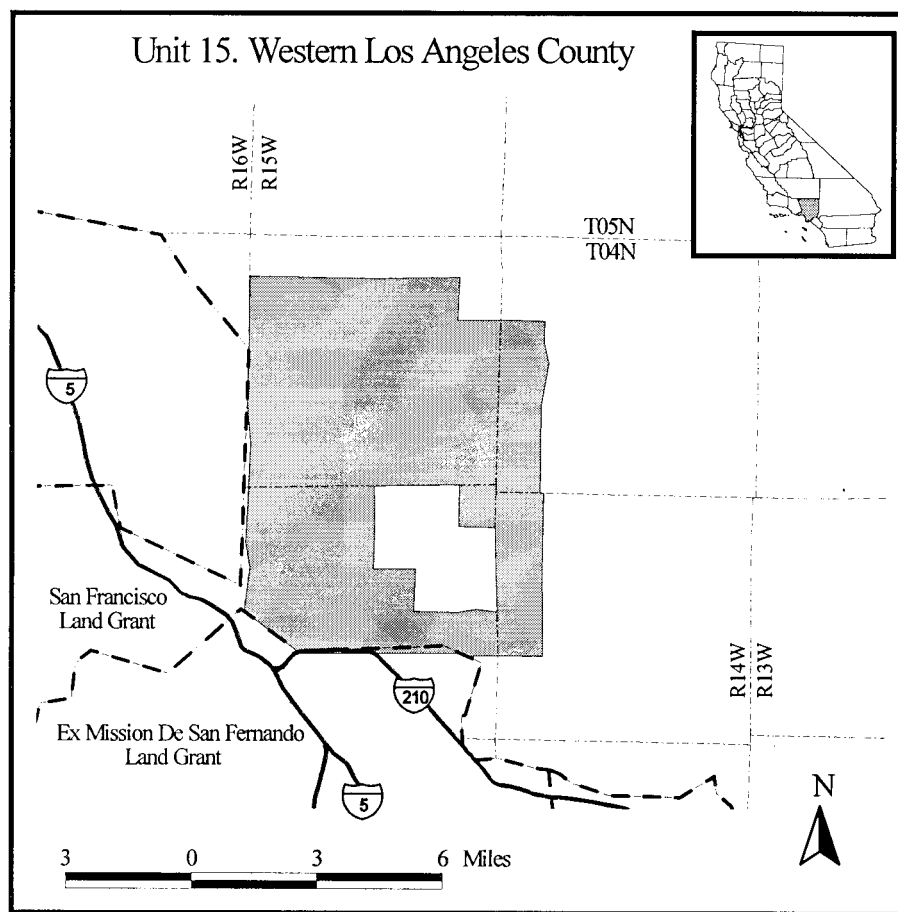 Unit 15. Western Los Angeles County
R16W
R15W
T05N
T04N
5
San Francisco
Land Grant
R14W
R13W
210
Ex Mission De San Fernando
Land Grant
5
N
3 0 3 6 Miles